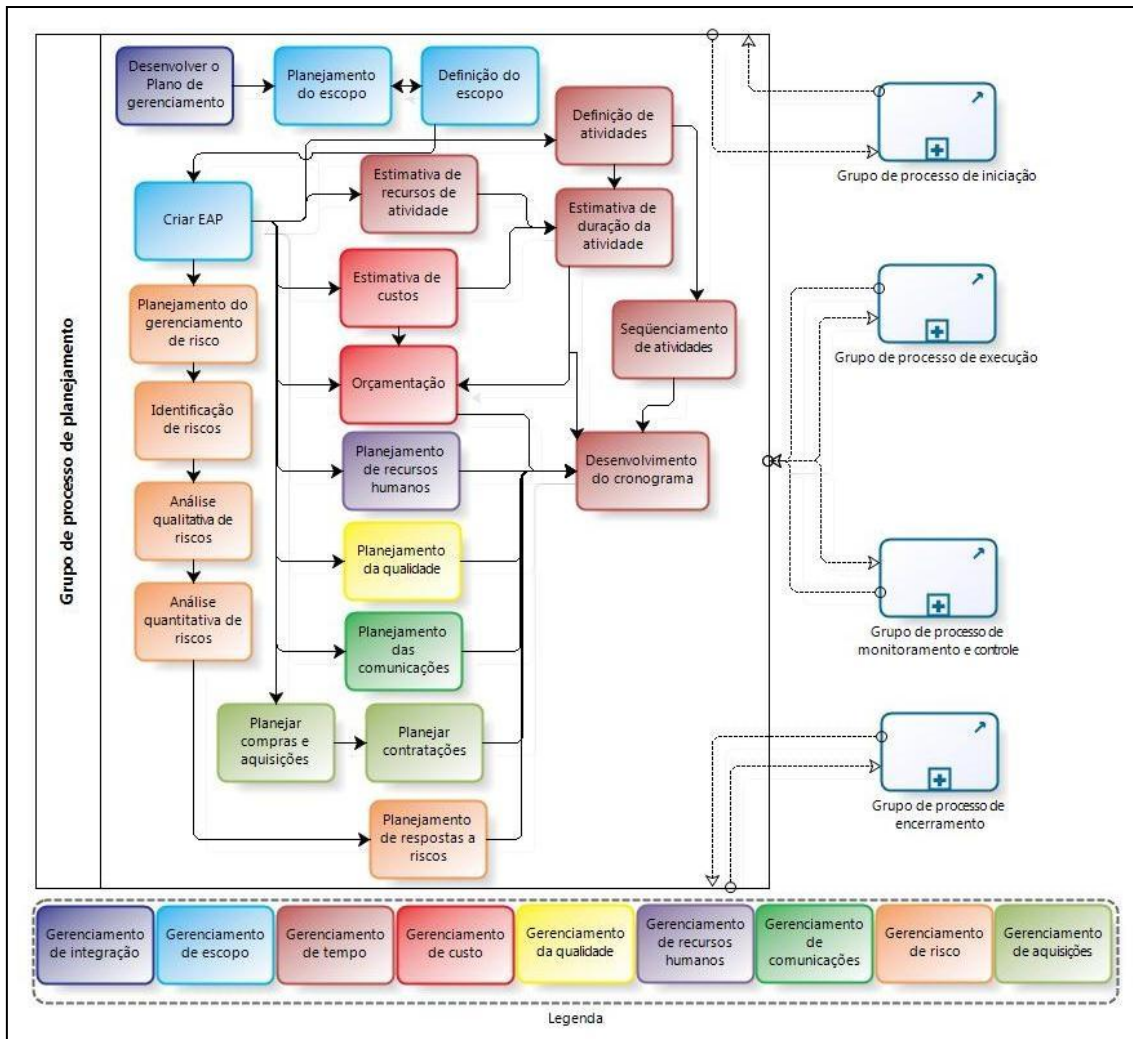 Grupo de processo de planejamento
Desenvolver o
Plano de
gerenciamento
Planejamento
do escopo
Definição do
escopo
Definição de
atividades
Criar EAP
Estimativa de
recursos de
atividade
Estimativa de
duração da
atividade
Estimativa de
custos
Planejamento do
gerenciamento
de risco
Seqüenciamento
de atividades
Orçamentação
Identificação
de riscos
Planejamento
de recursos
humanos
Desenvolvimento
do cronograma
Análise
qualitativa de
riscos
Planejamento
da qualidade
Análise
quantitativa de
riscos
Planejamento
das
comunicações
Planejar
compras e
aquisições
Planejar
contratações
Planejamento
de respostas a
riscos
Grupo de processo de iniciação
Grupo de processo de execução
Grupo de processo de
monitoramento e controle
Grupo de processo de
encerramento
Gerenciamento
de integração
Gerenciamento
de escopo
Gerenciamento
de tempo
Gerenciamento
de custo
Gerenciamento
da qualidade
Gerenciamento
de recursos
humanos
Gerenciamento
de
comunicações
Gerenciamento
de risco
Gerenciamento
de aquisições
Legenda